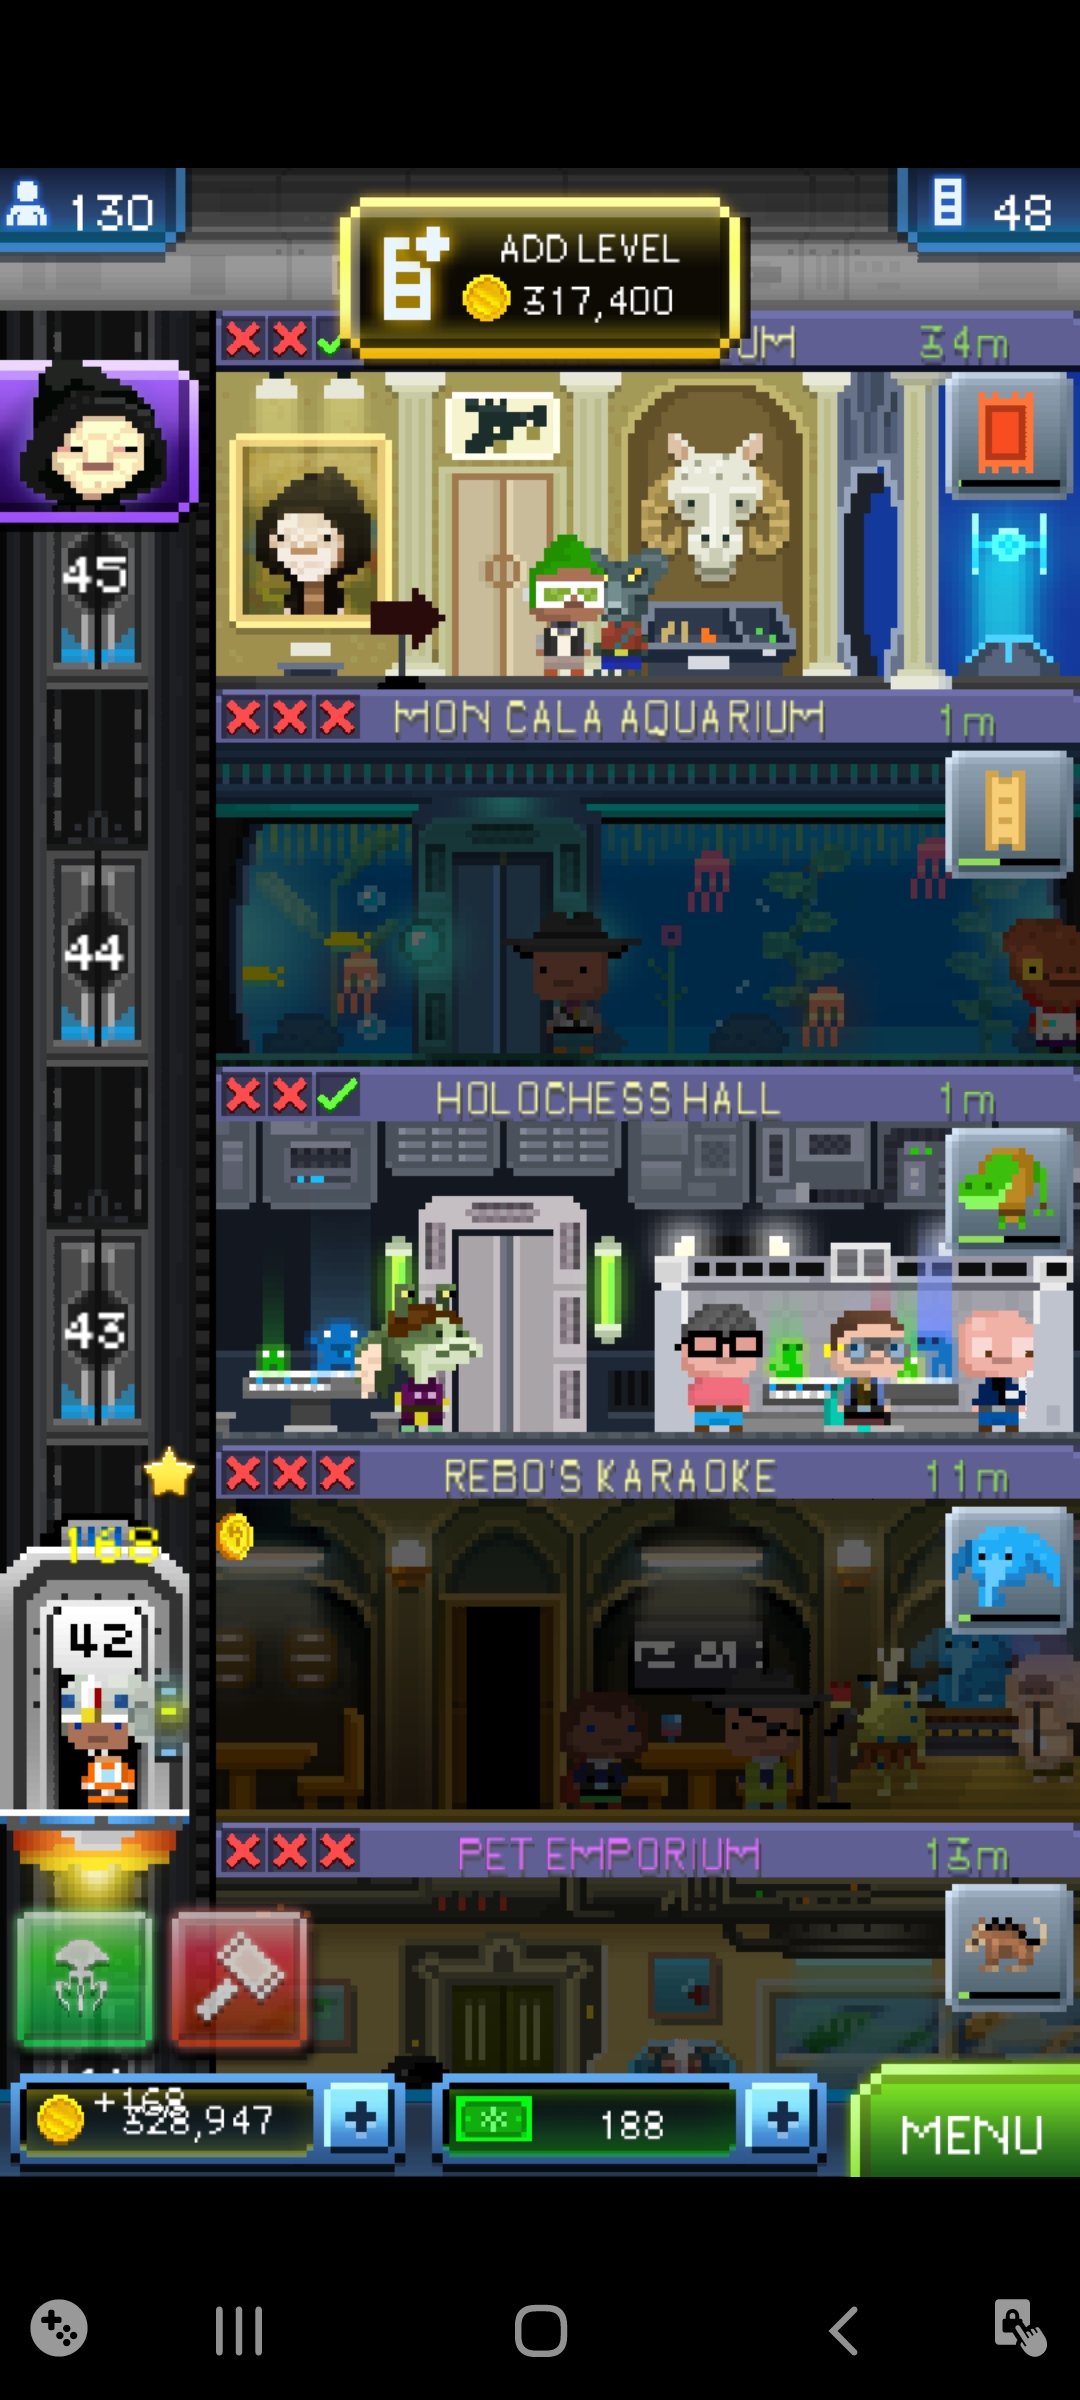 130
48
ADD LEVEL
317,400
UM
34m
45
MON CALA AQUARIUM
1m
44
HOLOCHESS HALL
1m
43
REBO'S KARAOKE
11m
42
PET EMPORIUM
13m
+168
328,947
188
MENU